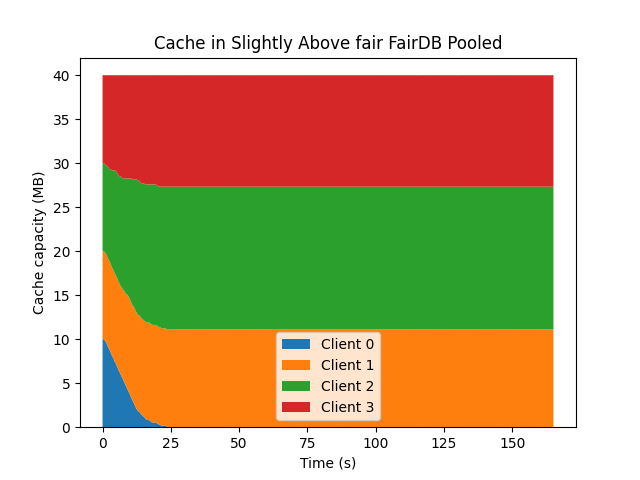 Cache in Slightly Above fair FairDB Pooled
Cache capacity (MB)
40
35
30
25
20
15
10
5
0
Client 0
Client 1
Client 2
Client 3
0 25 50 75 100 125 150
Time (s)